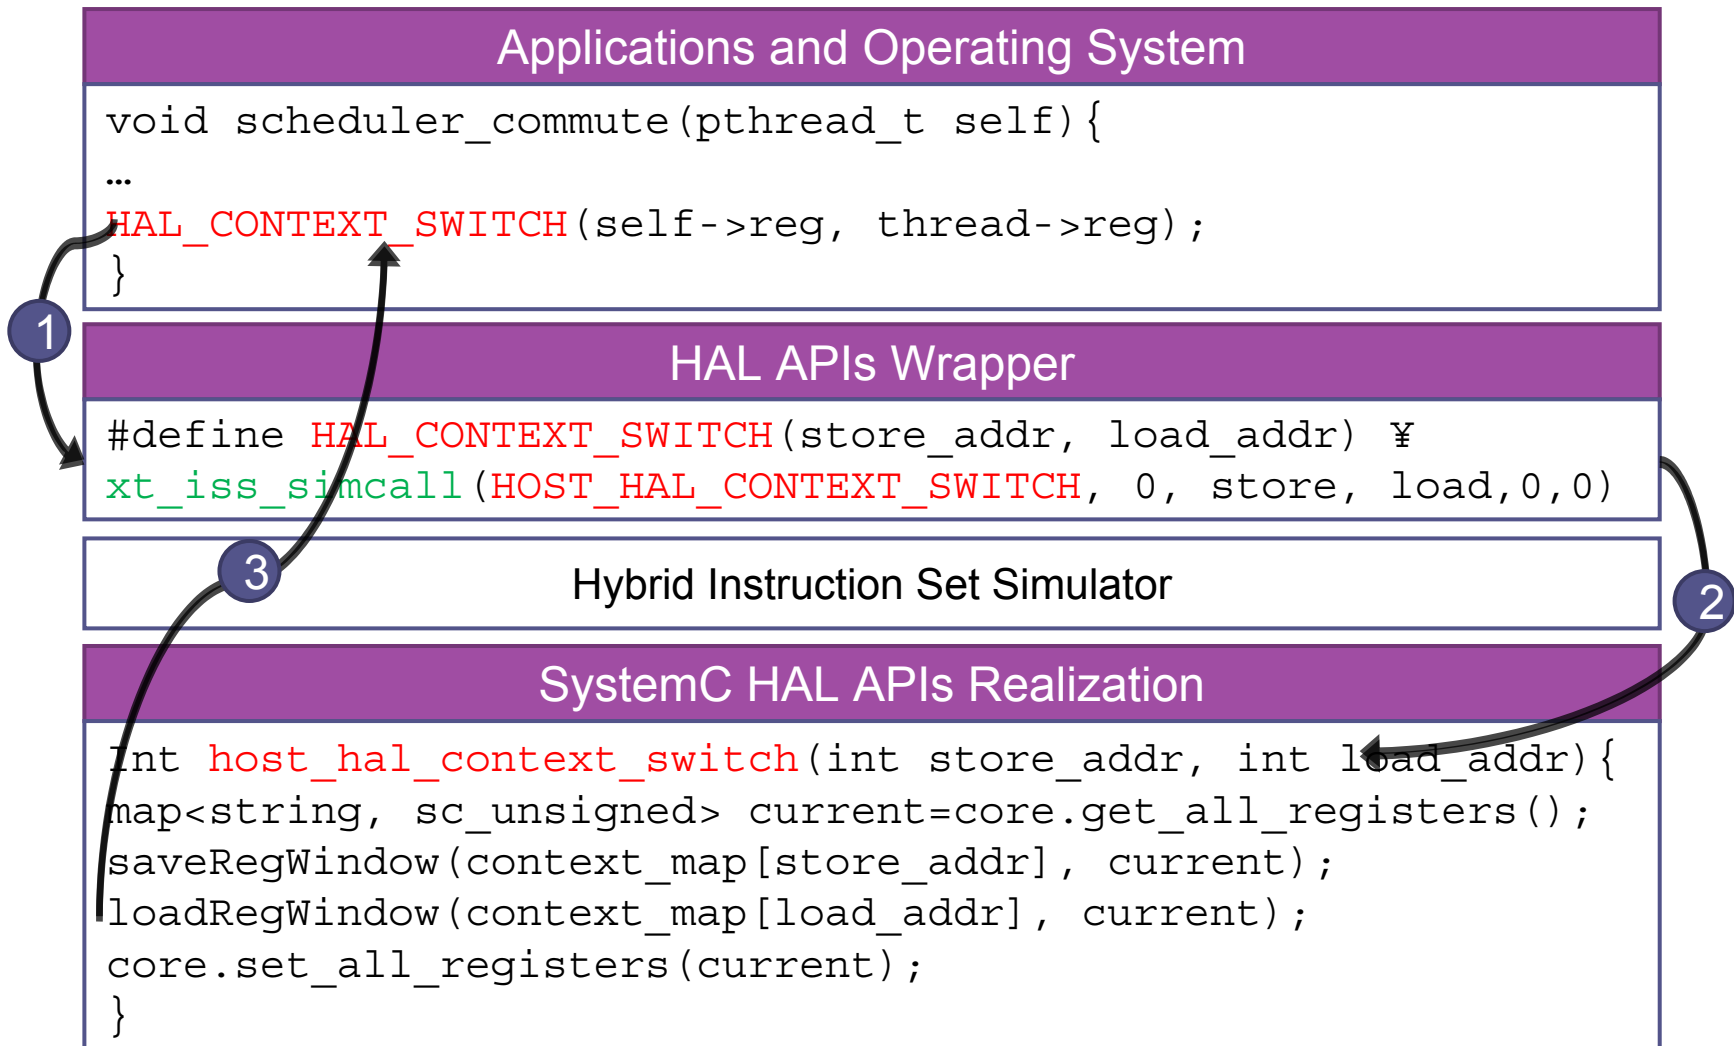 Applications and Operating System
void scheduler_commute(pthread_t self){
…
HAL_CONTEXT_SWITCH(self->reg, thread->reg);
}
1
HAL APIs Wrapper
#define HAL_CONTEXT_SWITCH(store_addr, load_addr) ¥
xt_iss_simcall(HOST_HAL_CONTEXT_SWITCH, 0, store, load,0,0)
3
Hybrid Instruction Set Simulator
2
SystemC HAL APIs Realization
Int host_hal_context_switch(int store_addr, int load_addr){
map<string, sc_unsigned> current=core.get_all_registers();
saveRegWindow(context_map[store_addr], current);
loadRegWindow(context_map[load_addr], current);
core.set_all_registers(current);
}